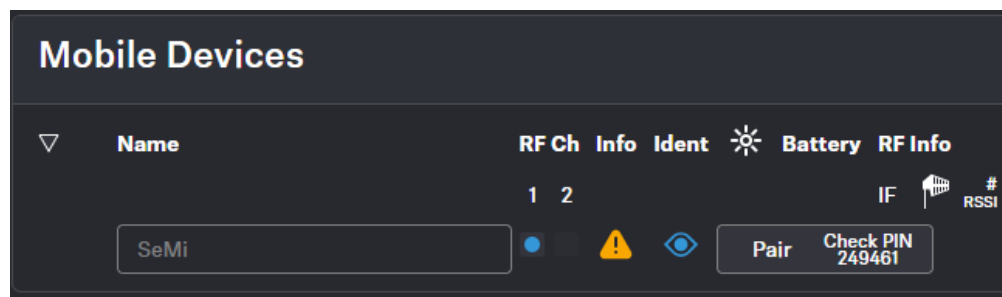 Mobile Devices
Name RF Ch Info Ident Battery RF Info
1 2 IF # RSSI
SeMi Pair Check PIN
249461